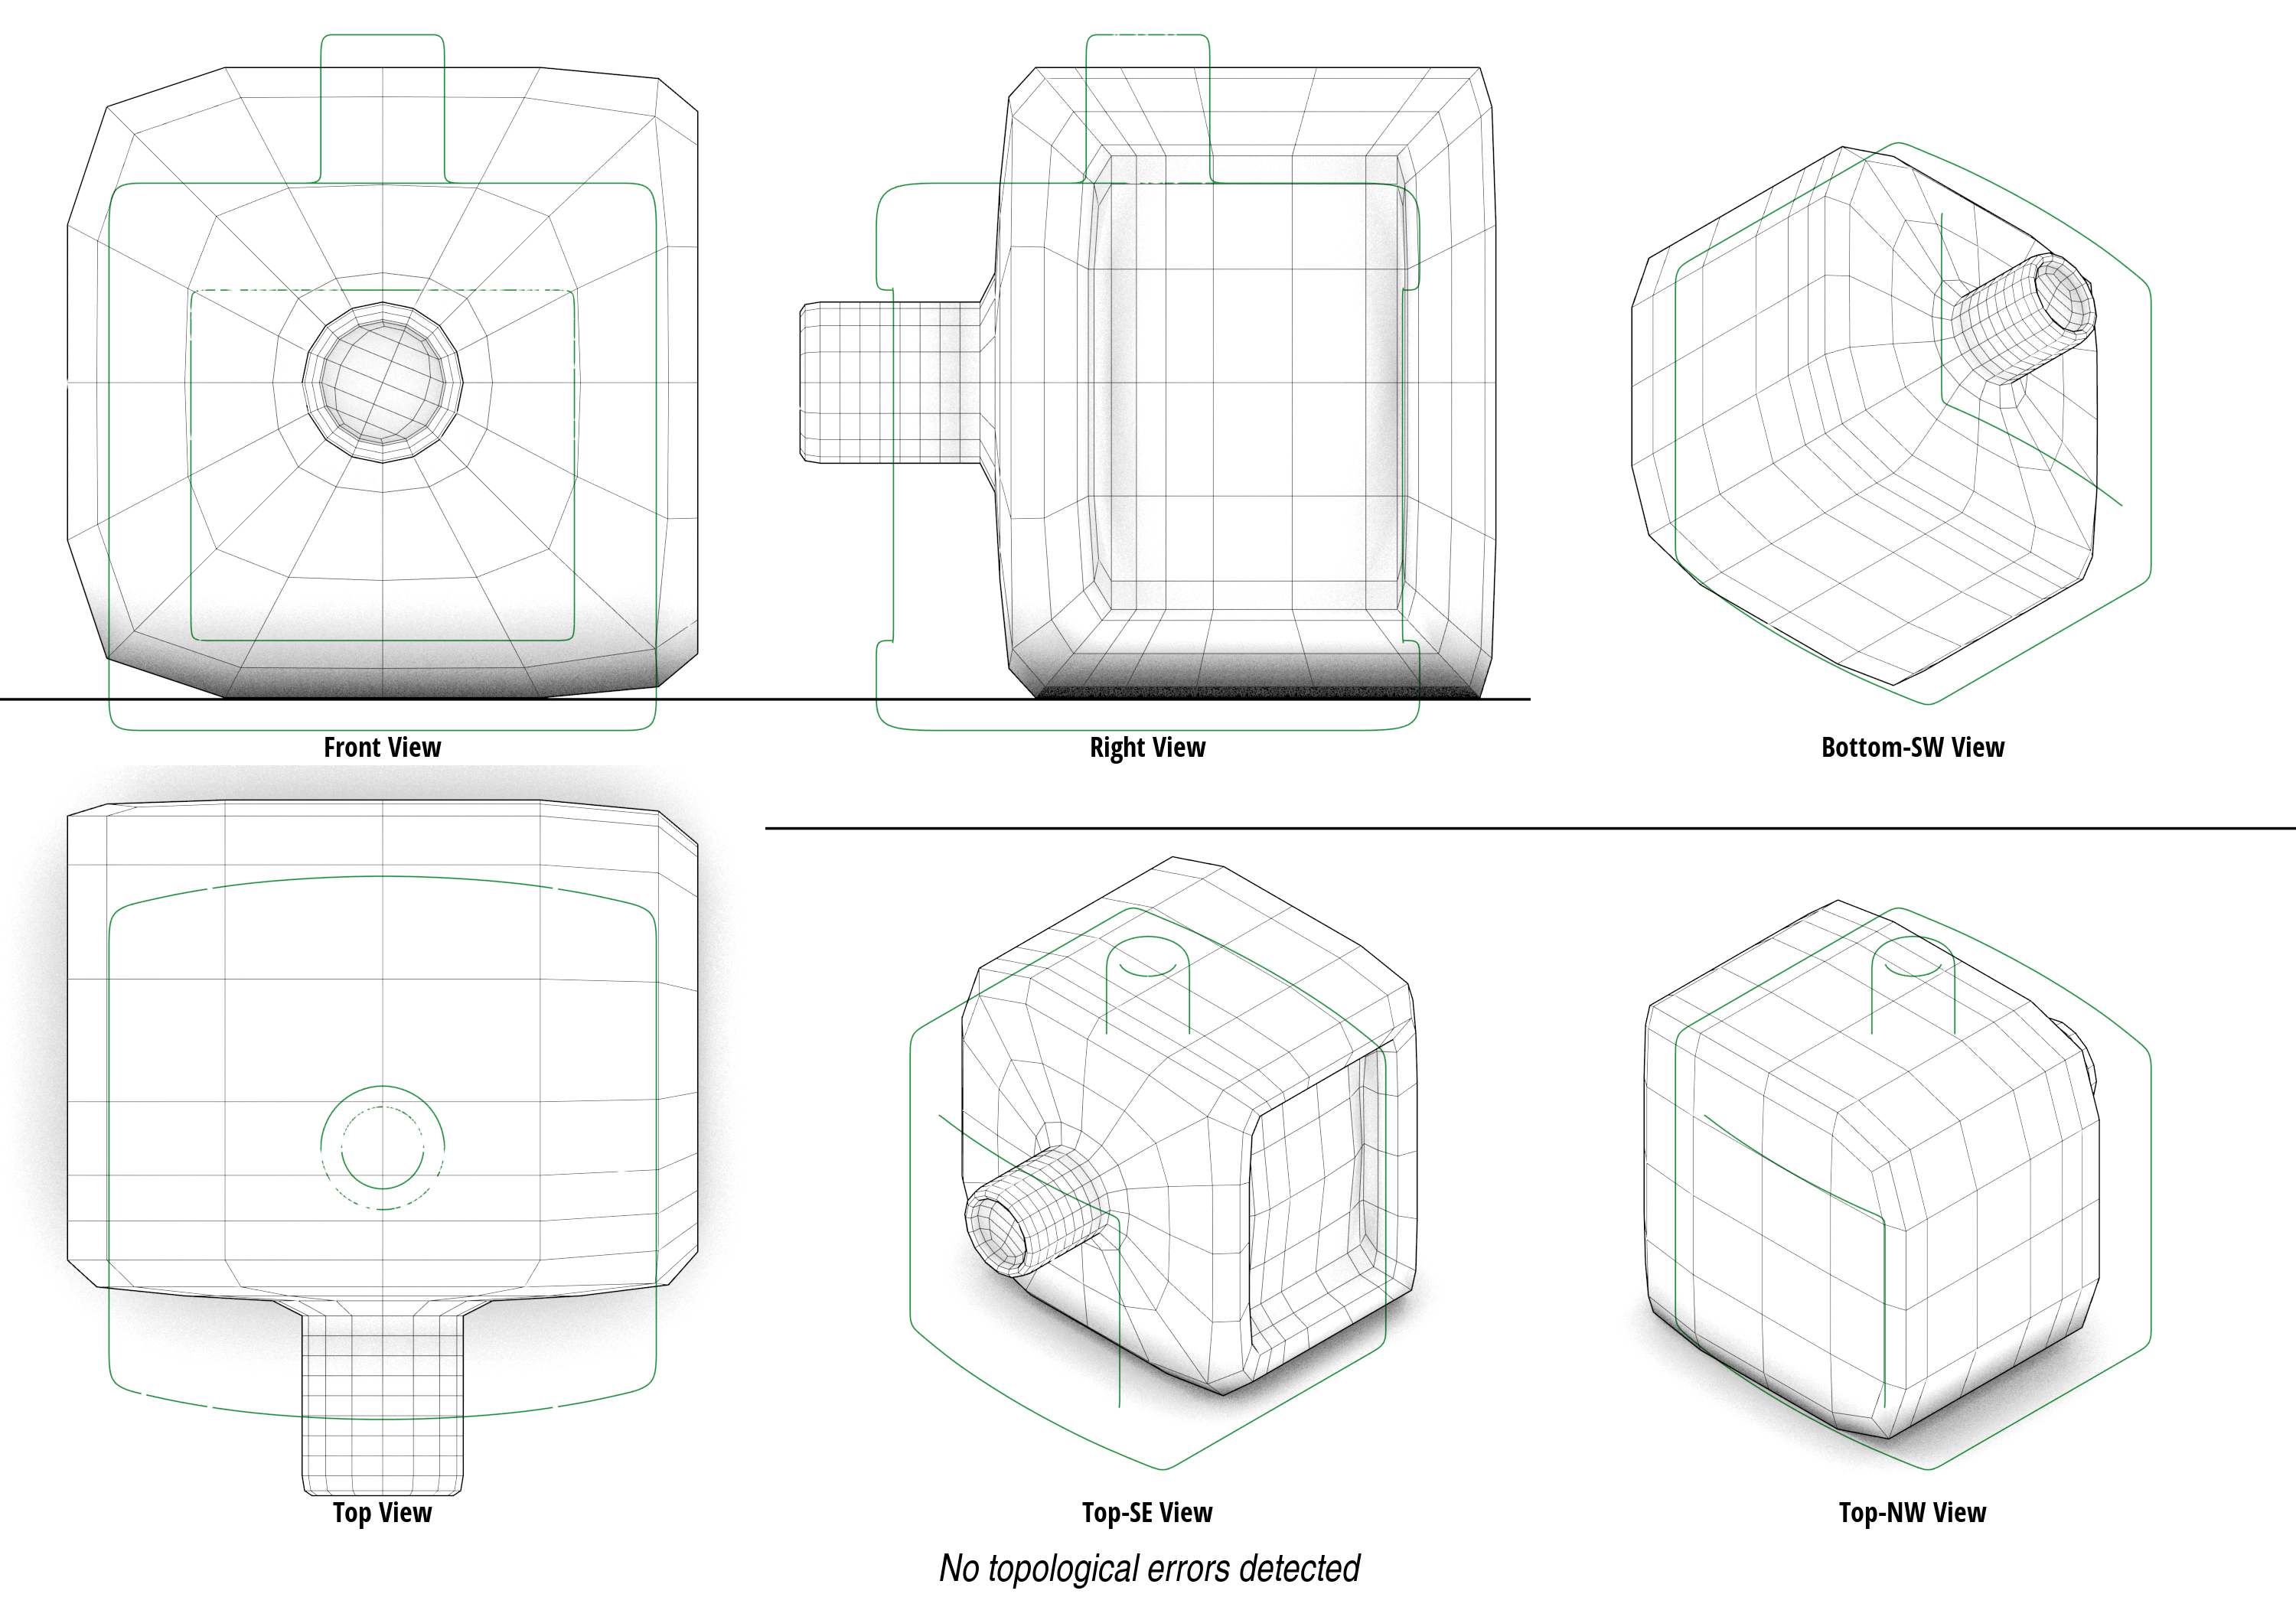 Front View
Right View
Bottom-SW View
Top View
Top-SE View
Top-NW View
No topological errors detected